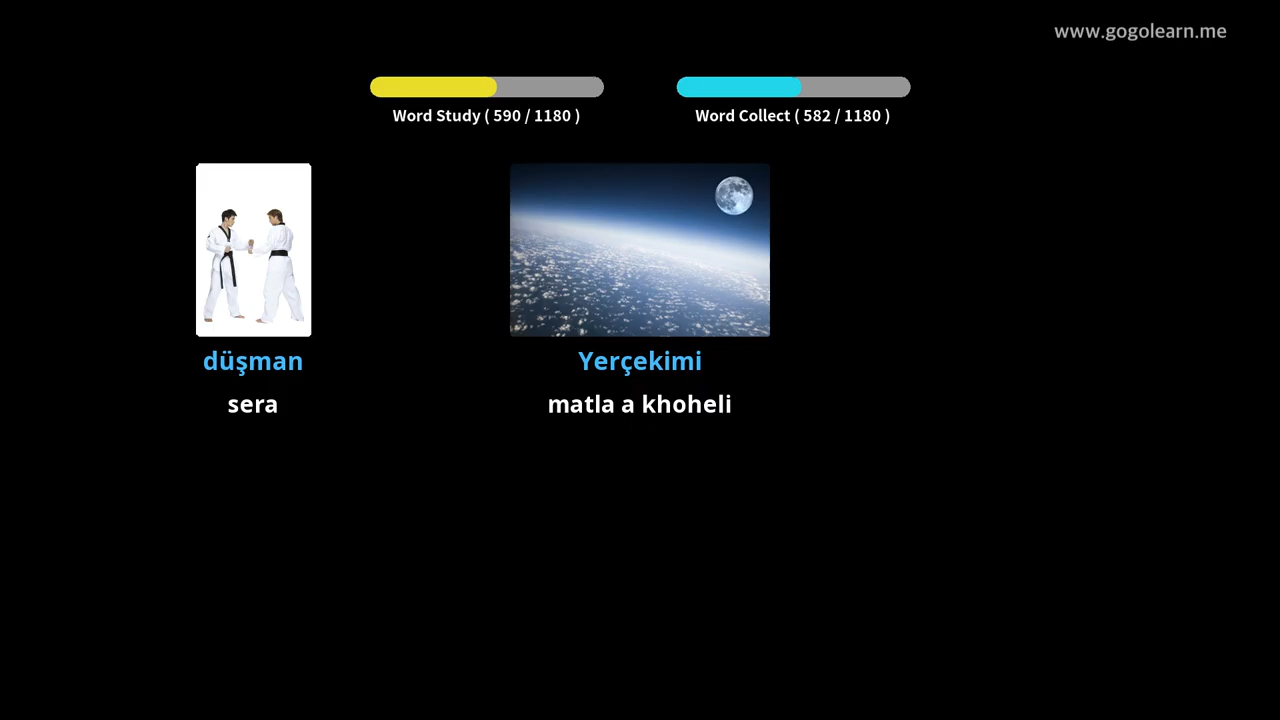 www.gogolearn.me
Word Study ( 590 / 1180 )
Word Collect ( 582 / 1180 )
düşman
Yerçekimi
sera
matla a khoheli